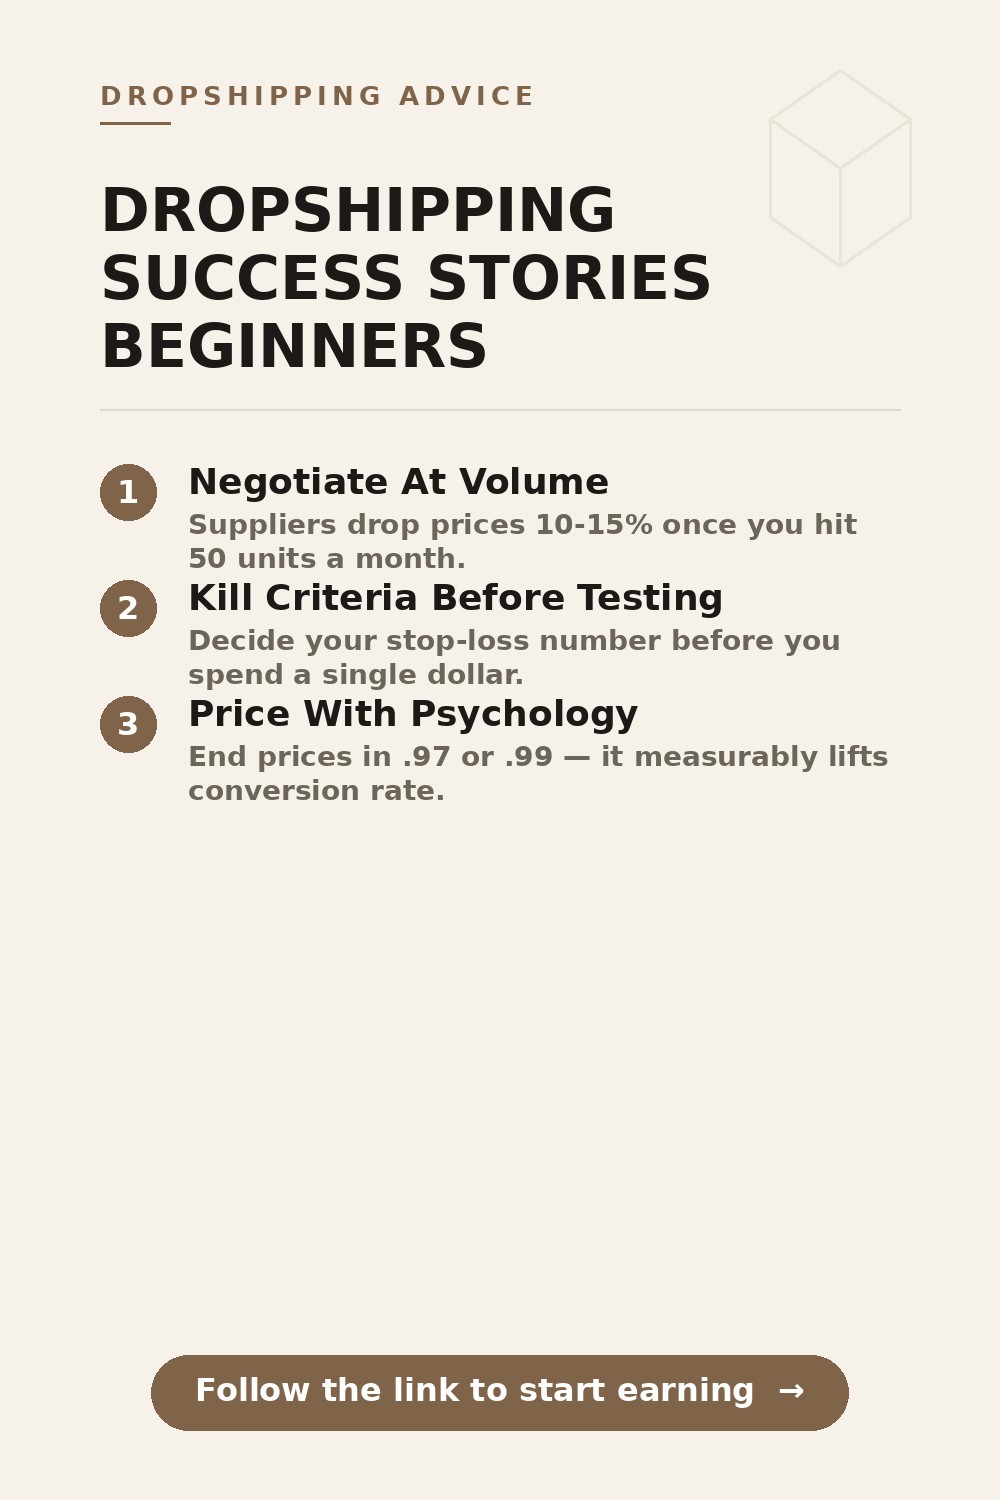 DROPSHIPPING ADVICE
DROPSHIPPING
SUCCESS STORIES
BEGINNERS
1 Negotiate At Volume
Suppliers drop prices 10-15% once you hit
50 units a month.
2 Kill Criteria Before Testing
Decide your stop-loss number before you
spend a single dollar.
3 Price With Psychology
End prices in .97 or .99 — it measurably lifts
conversion rate.
Follow the link to start earning →